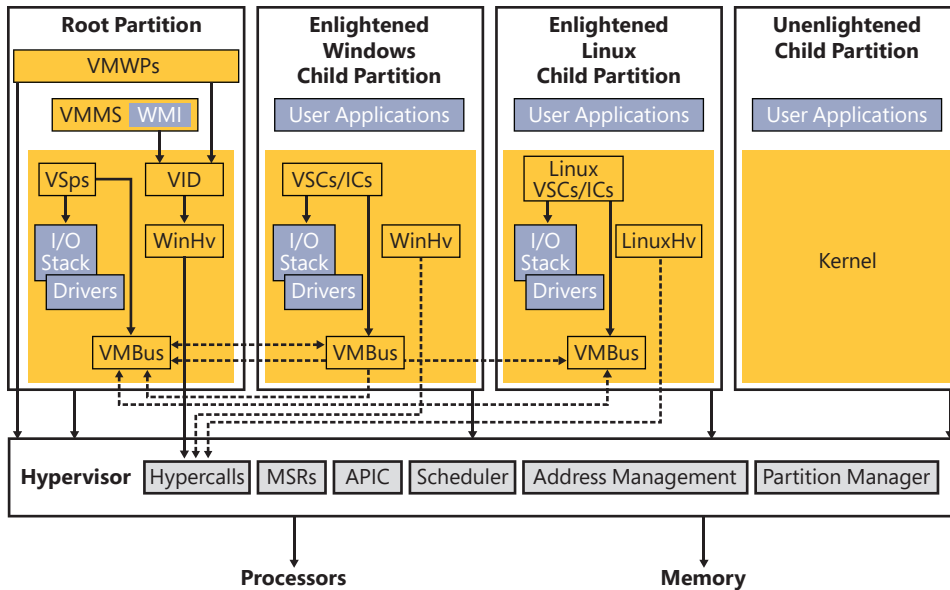 Root Partition
VMWPs
VMMS WMI
VSps
VID
I/O
Stack
Drivers
WinHv
VMBus
Enlightened
Windows
Child Partition
User Applications
VSCs/ICs
I/O
Stack
Drivers
WinHv
VMBus
Enlightened
Linux
Child Partition
User Applications
Linux
VSCs/ICs
I/O
Stack
Drivers
LinuxHv
VMBus
Unenlightened
Child Partition
User Applications
Kernel
Hypervisor
Hypercalls
MSRs
APIC
Scheduler
Address Management
Partition Manager
Processors
Memory